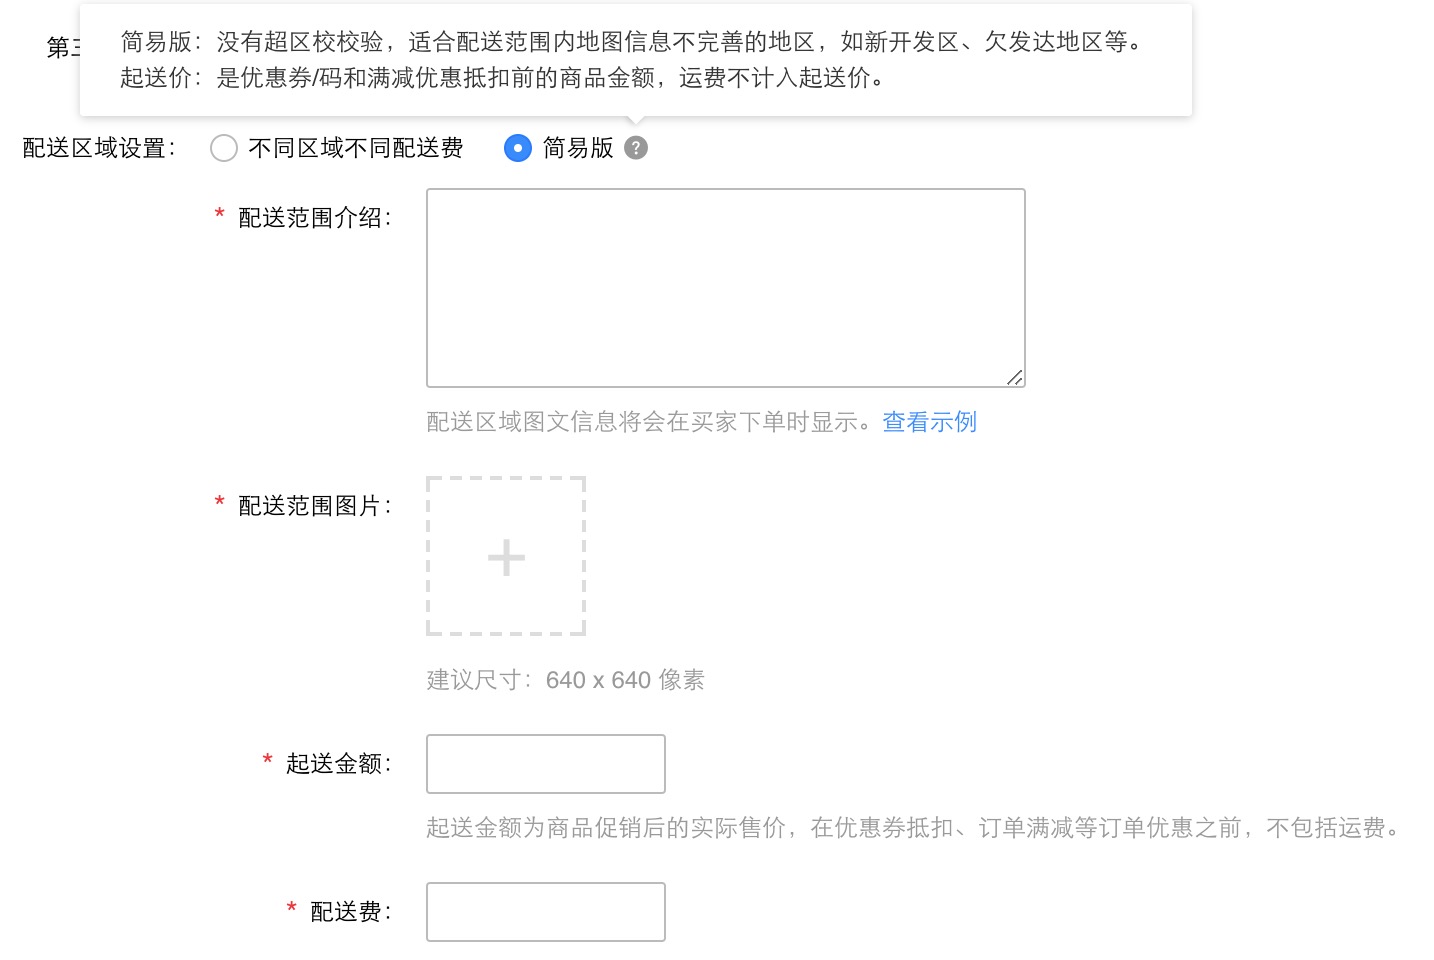 简易版：没有超区校校验，适合配送范围内地图信息不完善的地区，如新开发区、欠发达地区等。
起送价：是优惠券/码和满减优惠抵扣前的商品金额，运费不计入起送价。
第三
配送区域设置： 不同区域不同配送费 简易版 ?
* 配送范围介绍：
配送区域图文信息将会在买家下单时显示。查看示例
* 配送范围图片：
建议尺寸：640 x 640 像素
* 起送金额：
起送金额为商品促销后的实际售价，在优惠券抵扣、订单满减等订单优惠之前，不包括运费。
* 配送费：